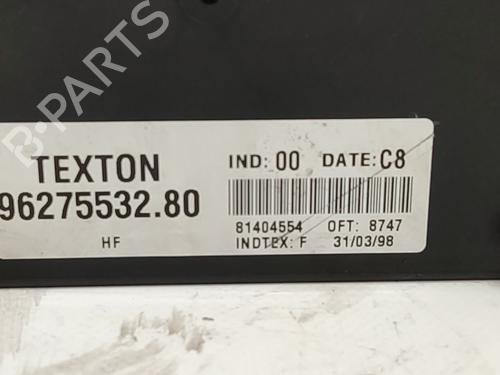 B-PARTS
TEXTON
96275532.80
HF
IND: 00 DATE: C8
81404554 OFT: 8747
INDTEX: F 31/03/98